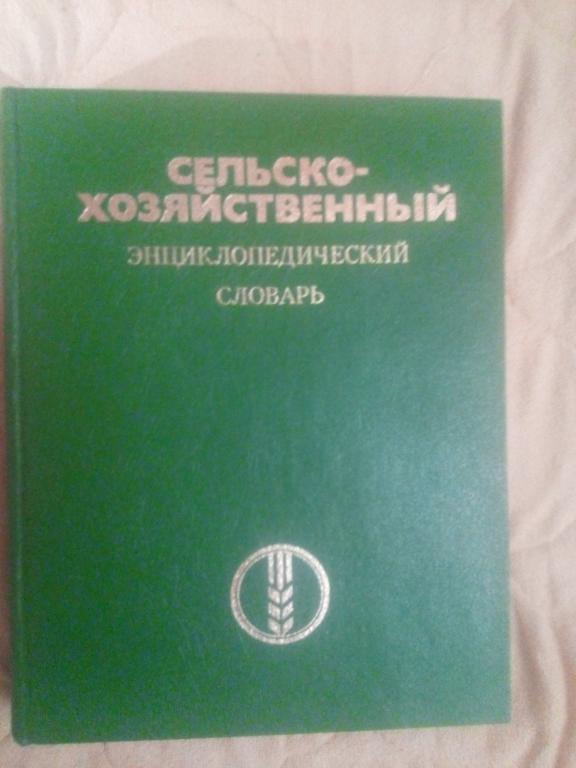 СЕЛЬСКО-
ХОЗЯЙСТВЕННЫЙ
ЭНЦИКЛОПЕДИЧЕСКИЙ
СЛОВАРЬ